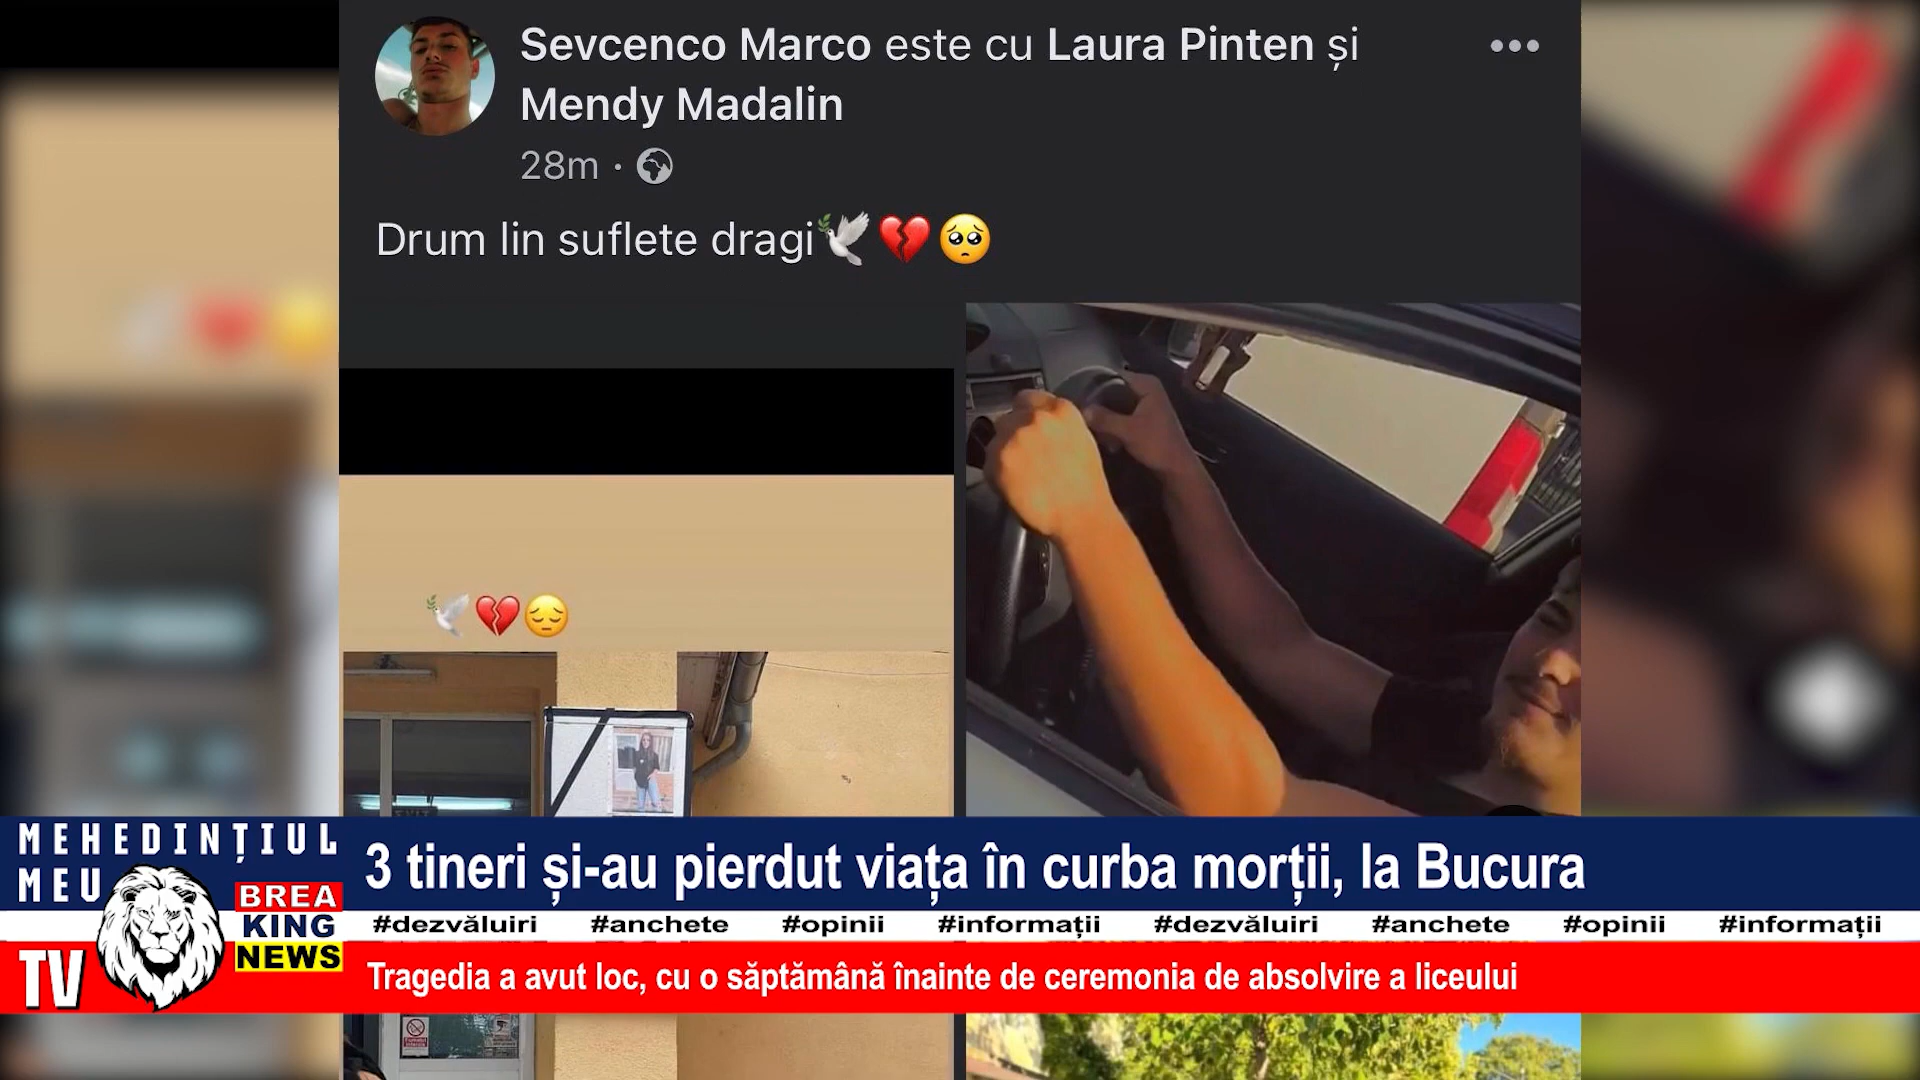 Sevcenco Marco este cu Laura Pinten și
Mendy Madalin
28m ·
Drum lin suflete dragi🕊💔🥺
🕊💔😔
MEHEDINȚIUL
MEU
TV
BREA
KING
NEWS
3 tineri și-au pierdut viața în curba morții, la Bucura
#dezvăluiri #anchete #opinii #informații #dezvăluiri #anchete #opinii #informații
Tragedia a avut loc, cu o săptămână înainte de ceremonia de absolvire a liceului